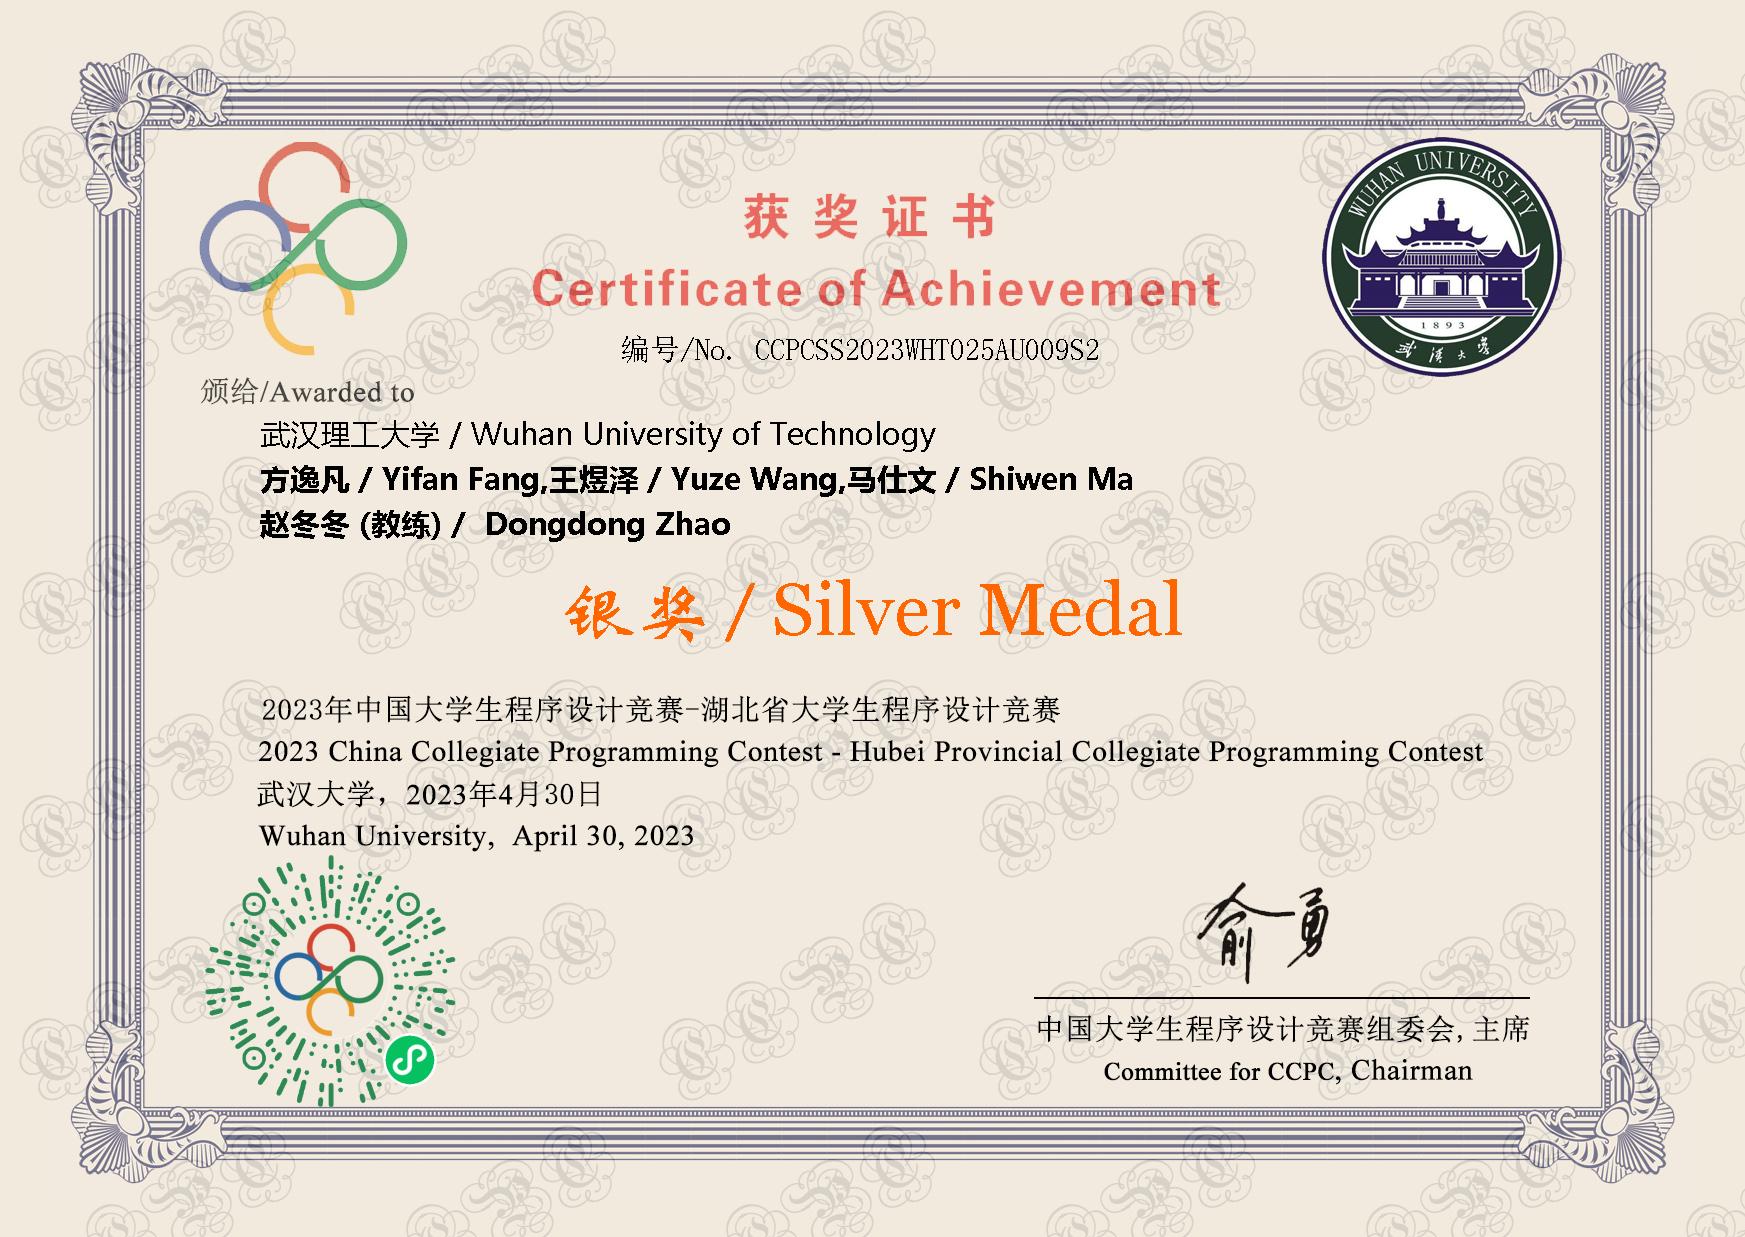 获奖证书
Certificate of Achievement
编号/No. CCPCSS2023WHT025AU009S2
WUHAN UNIVERSITY
1893
武汉大学
颁给/Awarded to
武汉理工大学 / Wuhan University of Technology
方逸凡 / Yifan Fang,王煜泽 / Yuze Wang,马仕文 / Shiwen Ma
赵冬冬 (教练) / Dongdong Zhao
银奖 / Silver Medal
2023年中国大学生程序设计竞赛-湖北省大学生程序设计竞赛
2023 China Collegiate Programming Contest - Hubei Provincial Collegiate Programming Contest
武汉大学，2023年4月30日
Wuhan University, April 30, 2023
俞勇
中国大学生程序设计竞赛组委会, 主席
Committee for CCPC, Chairman